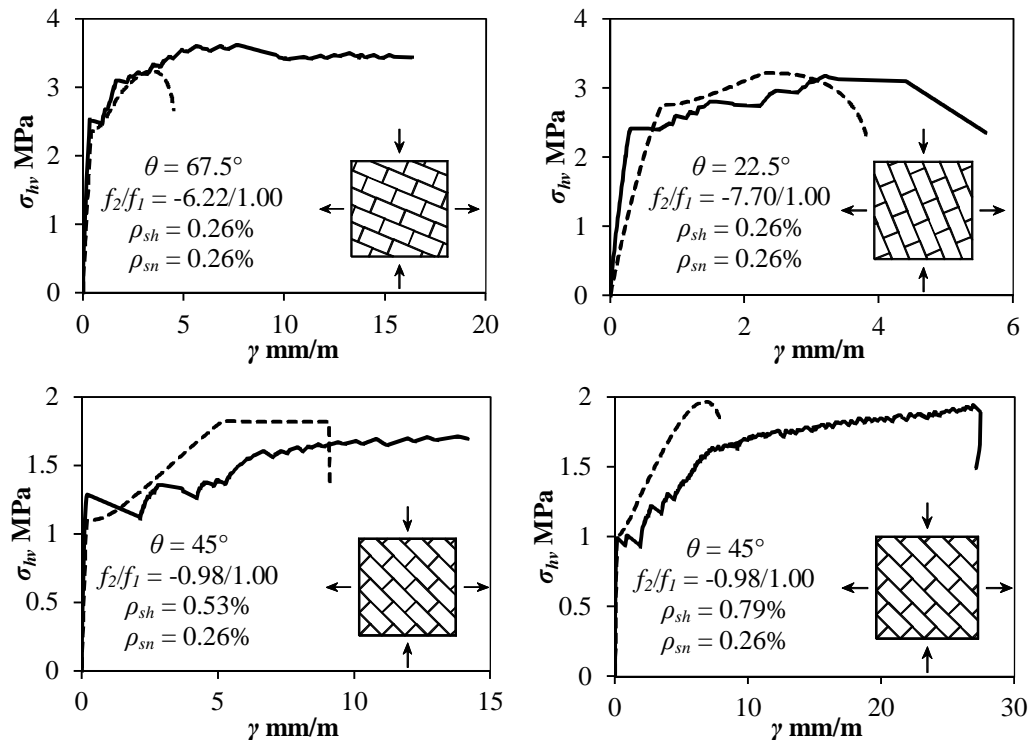 4
3
2
1
0
σhv MPa
θ = 67.5°
f2/f1 = -6.22/1.00
ρsh = 0.26%
ρsn = 0.26%
0 5 10 15 20
γ mm/m
4
3
2
1
0
σhv MPa
θ = 22.5°
f2/f1 = -7.70/1.00
ρsh = 0.26%
ρsn = 0.26%
0 2 4 6
γ mm/m
2
1.5
1
0.5
0
σhv MPa
θ = 45°
f2/f1 = -0.98/1.00
ρsh = 0.53%
ρsn = 0.26%
0 5 10 15
γ mm/m
2
1.5
1
0.5
0
σhv MPa
θ = 45°
f2/f1 = -0.98/1.00
ρsh = 0.79%
ρsn = 0.26%
0 10 20 30
γ mm/m